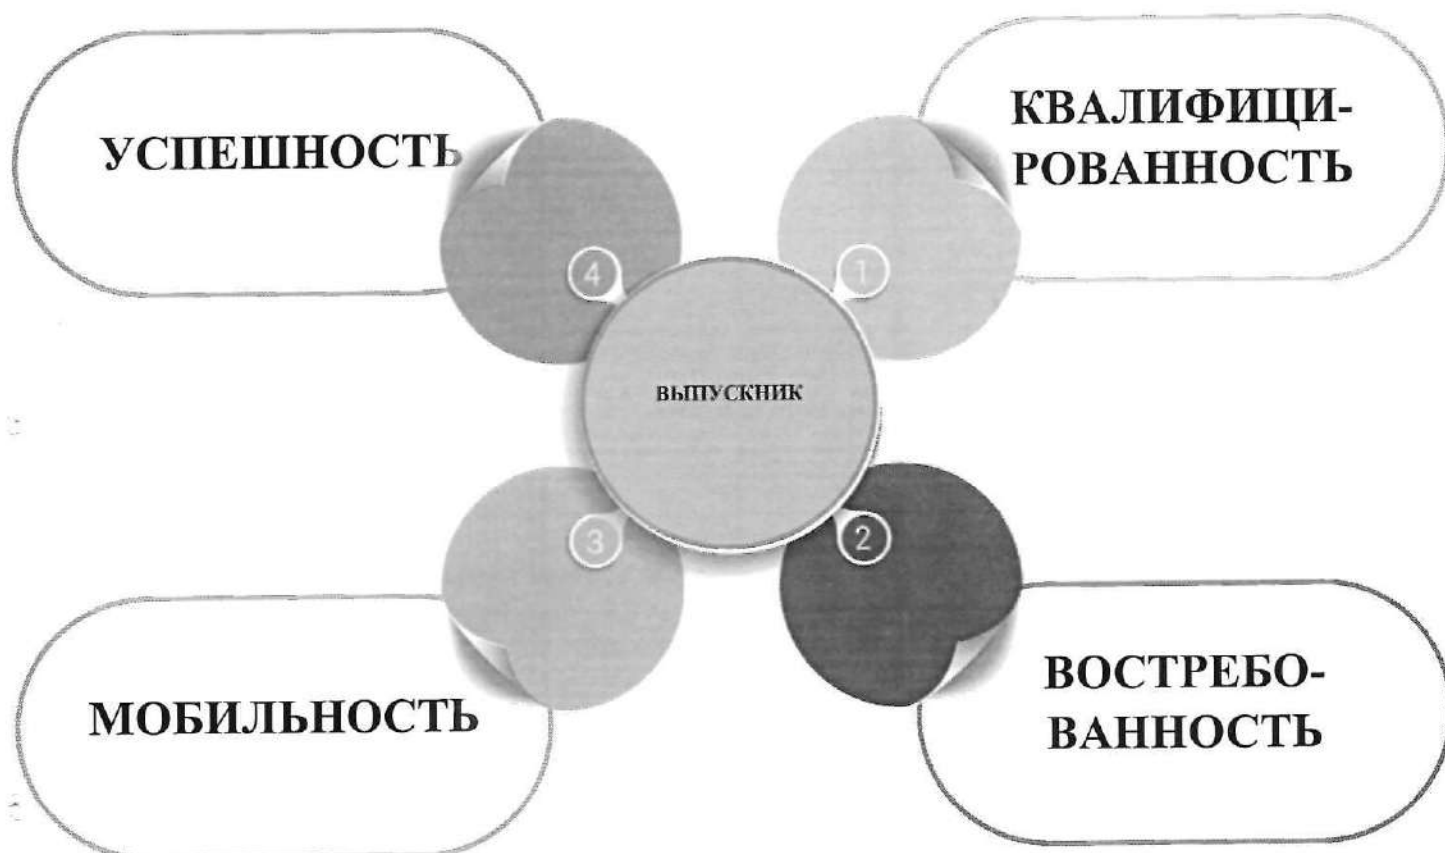 УСПЕШНОСТЬ
КВАЛИФИЦИ-
РОВАННОСТЬ
4
1
ВЫПУСКНИК
3
2
МОБИЛЬНОСТЬ
ВОСТРЕБО-
ВАННОСТЬ